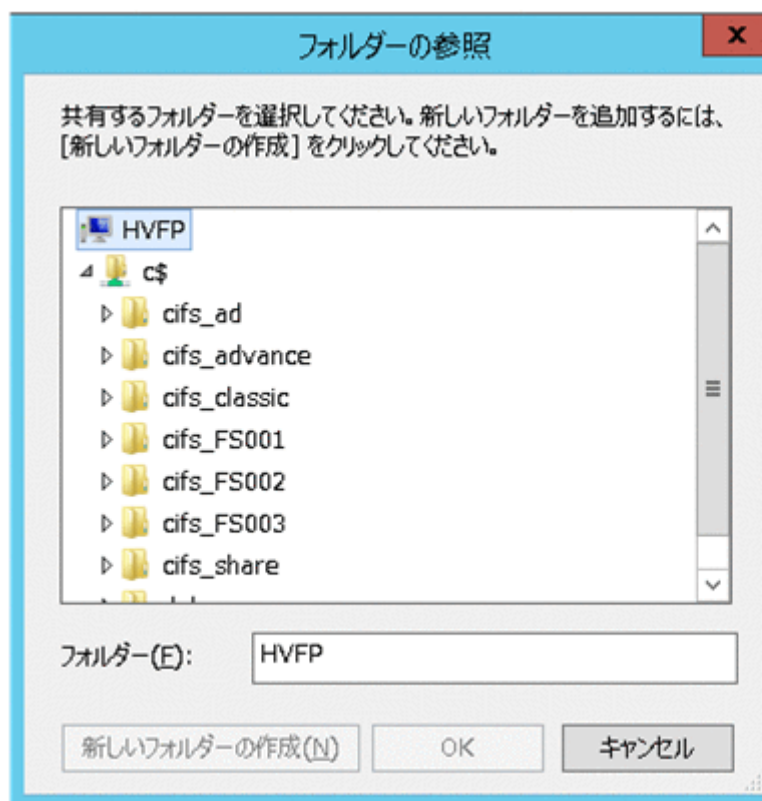 フォルダーの参照
x
共有するフォルダーを選択してください。新しいフォルダーを追加するには、
[新しいフォルダーの作成] をクリックしてください。
HVFP
c$
cifs_ad
cifs_advance
cifs_classic
cifs_FS001
cifs_FS002
cifs_FS003
cifs_share
フォルダー(F): HVFP
新しいフォルダーの作成(N) OK キャンセル